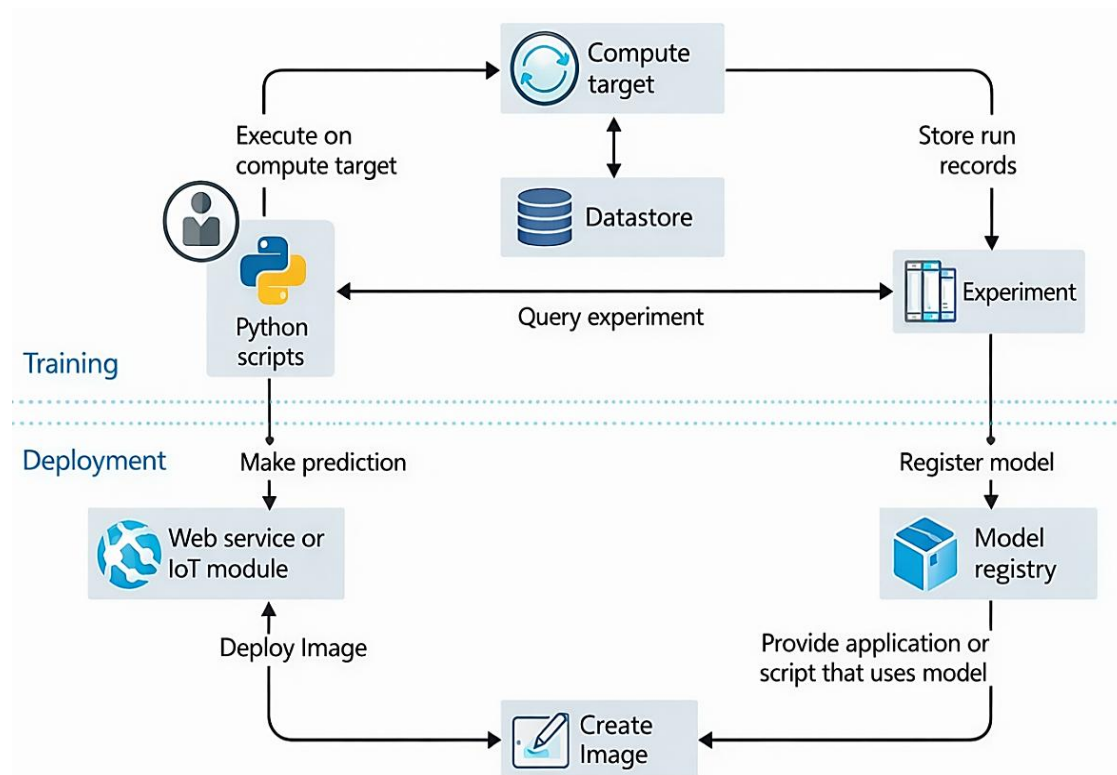 Compute
target
Execute on
compute target
Store run
records
Datastore
Python
scripts
Query experiment
Experiment
Training
Deployment
Make prediction
Register model
Web service or
IoT module
Model
registry
Deploy Image
Provide application or
script that uses model
Create
Image